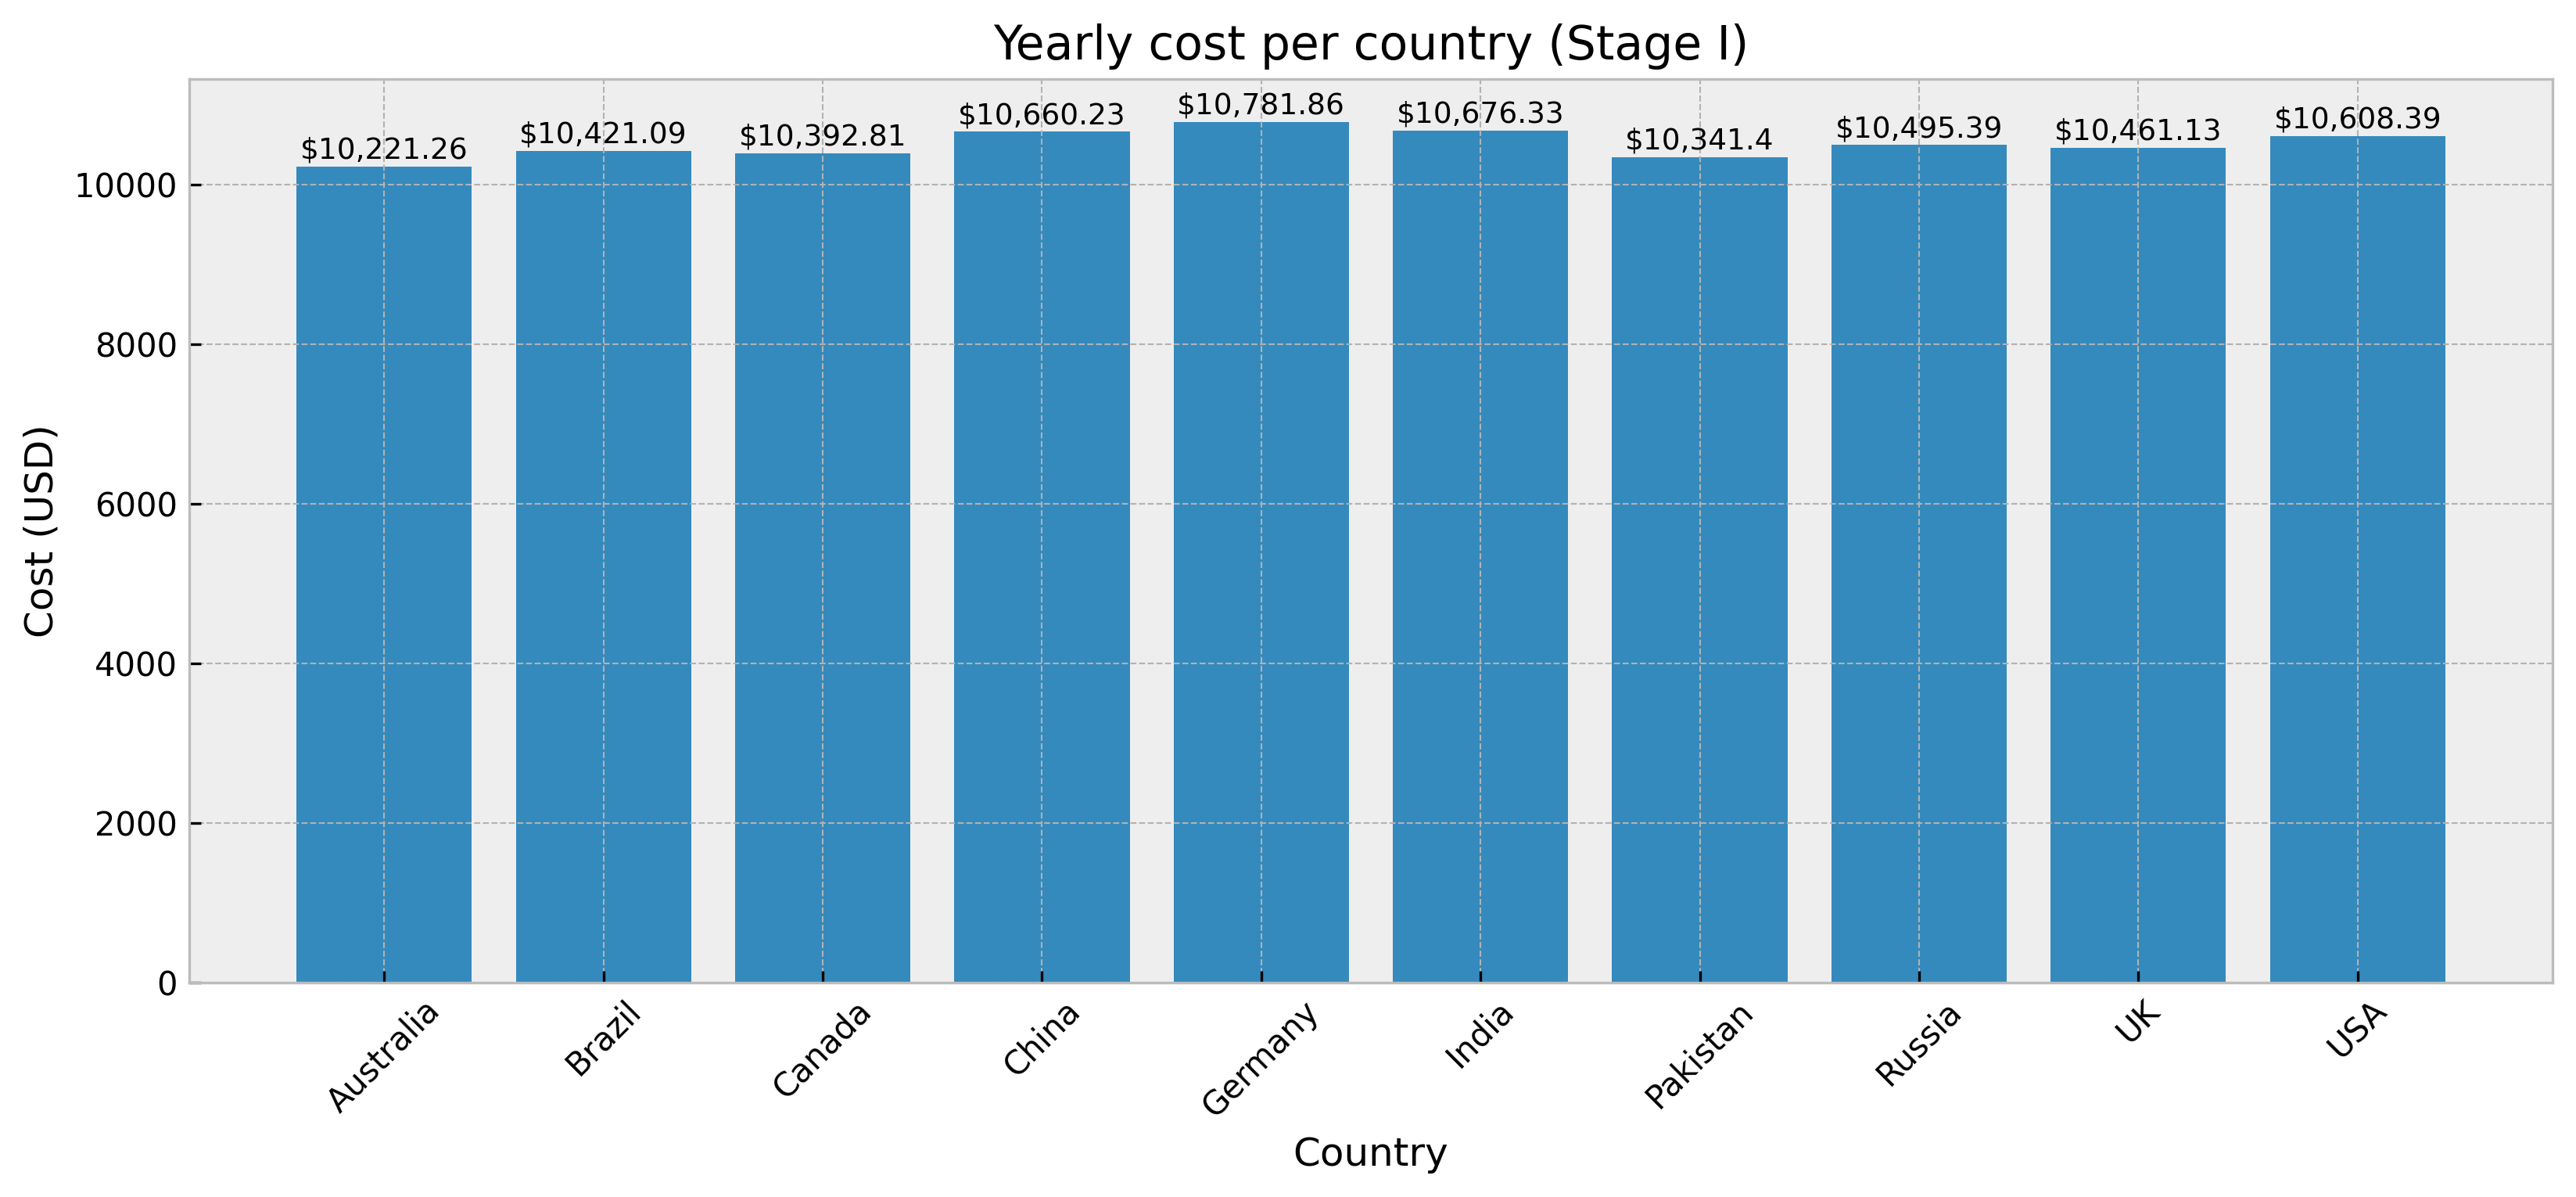 Yearly cost per country (Stage I)
$10,221.26
$10,421.09
$10,392.81
$10,660.23
$10,781.86
$10,676.33
$10,341.4
$10,495.39
$10,461.13
$10,608.39
Cost (USD)
10000
8000
6000
4000
2000
0
Australia
Brazil
Canada
China
Germany
India
Pakistan
Russia
UK
USA
Country